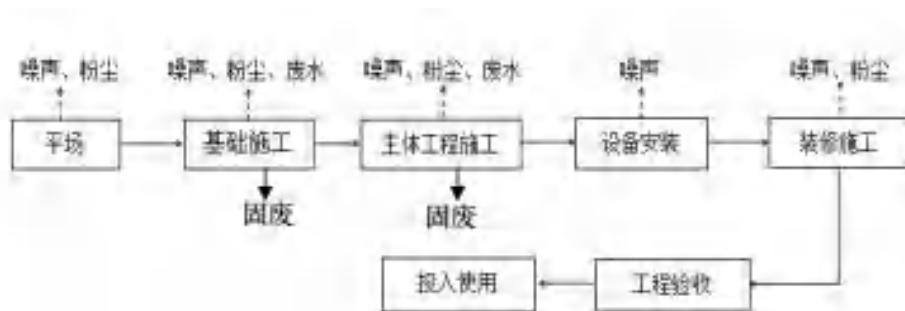 噪声、粉尘 噪声、粉尘、废水 噪声、粉尘、废水 噪声 噪声、粉尘
平场 基础施工 主体工程施工 设备安装 装修施工
固废 固废
投入使用 工程验收